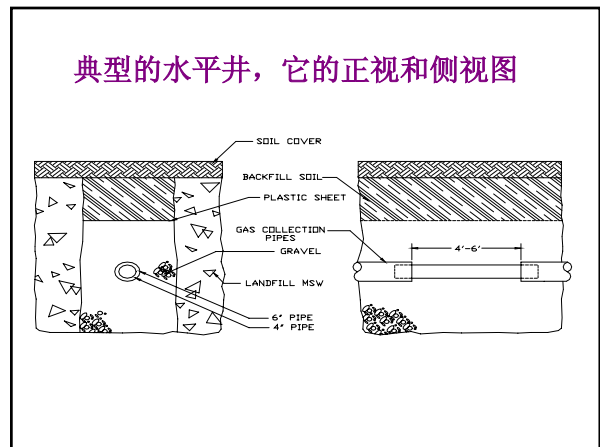 典型的水平井，它的正视和侧视图
SOIL COVER
BACKFILL SOIL
PLASTIC SHEET
GAS COLLECTION
PIPES
GRAVEL
4'-6'
LANDFILL MSW
6" PIPE
4" PIPE